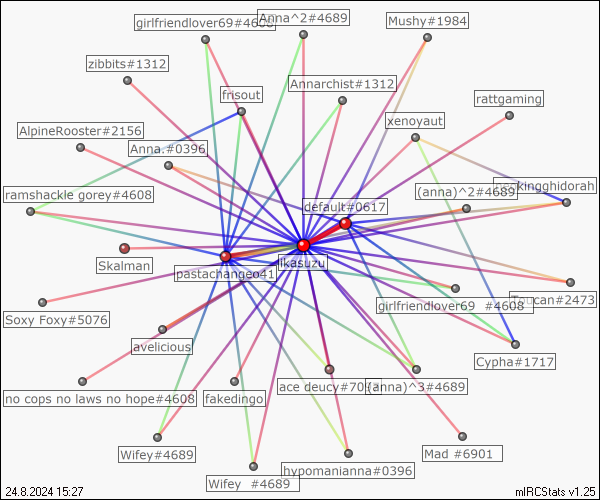 girlfriendlover69#4608
Anna^2#4689
Mushy#1984
zibbits#1312
Annarchist#1312
frisout
rattgaming
xenoyaut
AlpineRooster#2156
Anna.#0396
(anna)^2#4689
kingghidorah
ramshackle gorey#4608
default#0617
likasuzu
Skalman
pastachangeo41
Toucan#2473
girlfriendlover69 #4608
Soxy Foxy#5076
avelicious
Cypha#1717
ace deucy#70
(anna)^3#4689
no cops no laws no hope#4608
fakedingo
Wifey#4689
Mad #6901
hypomanianna#0396
Wifey #4689
24.8.2024 15:27
mIRCStats v1.25